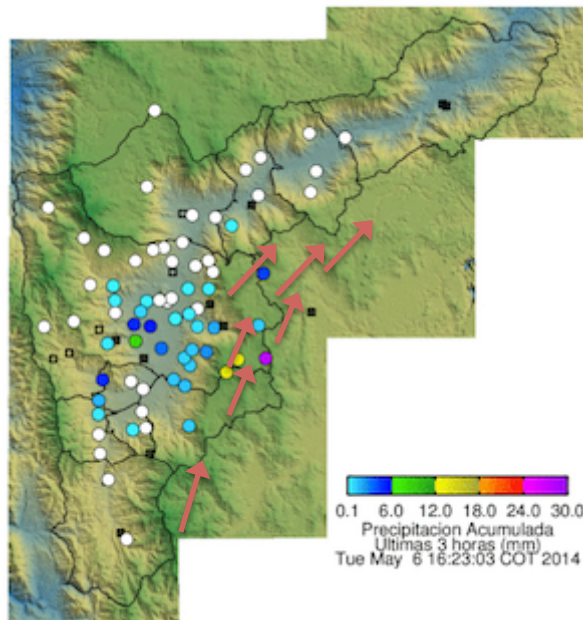 0.1 6.0 12.0 18.0 24.0 30.0
Precipitacion Acumulada
Ultimas 3 horas (mm)
Tue May 6 16:23:03 COT 2014